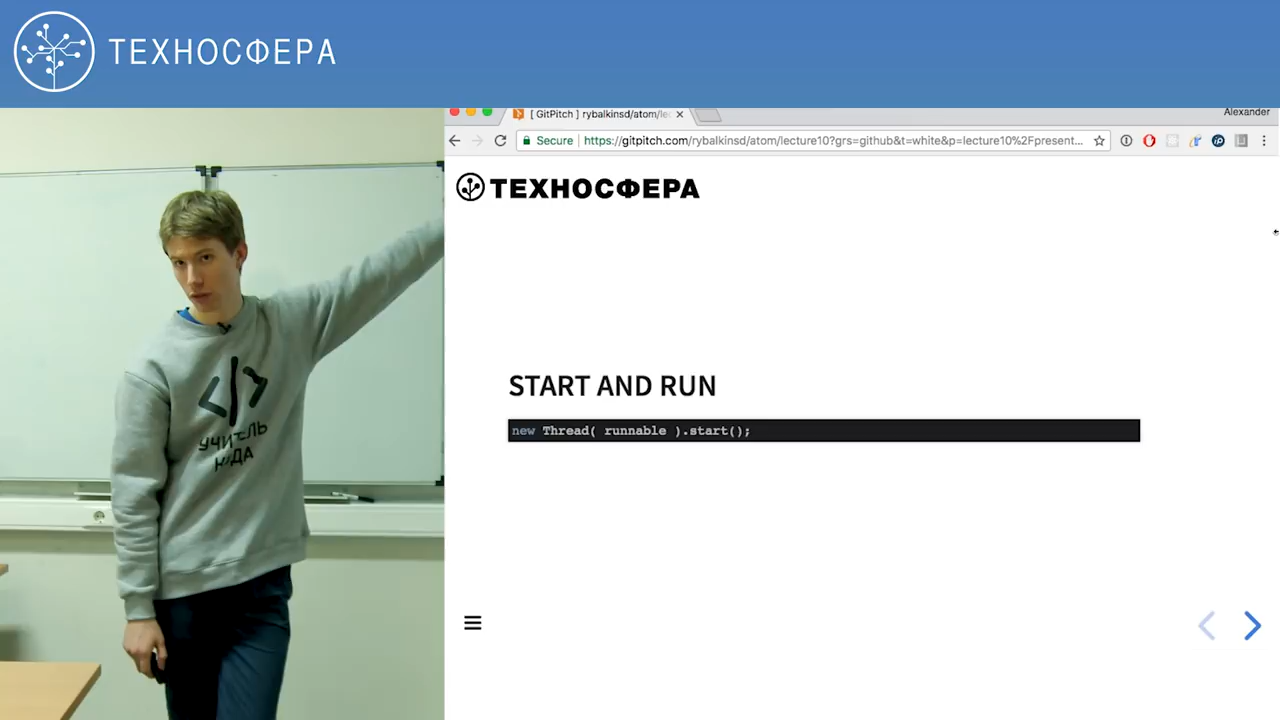 ТЕХНОСФЕРА
[ GitPitch ] rybalkinsd/atom/le
Alexander
Secure
https://gitpitch.com/rybalkinsd/atom/lecture10?grs=github&t=white&p=lecture10%2Fpresent...
ТЕХНОСФЕРА
START AND RUN
new Thread( runnable ).start();
</>
УЧИТЕЛЬ
КОДА